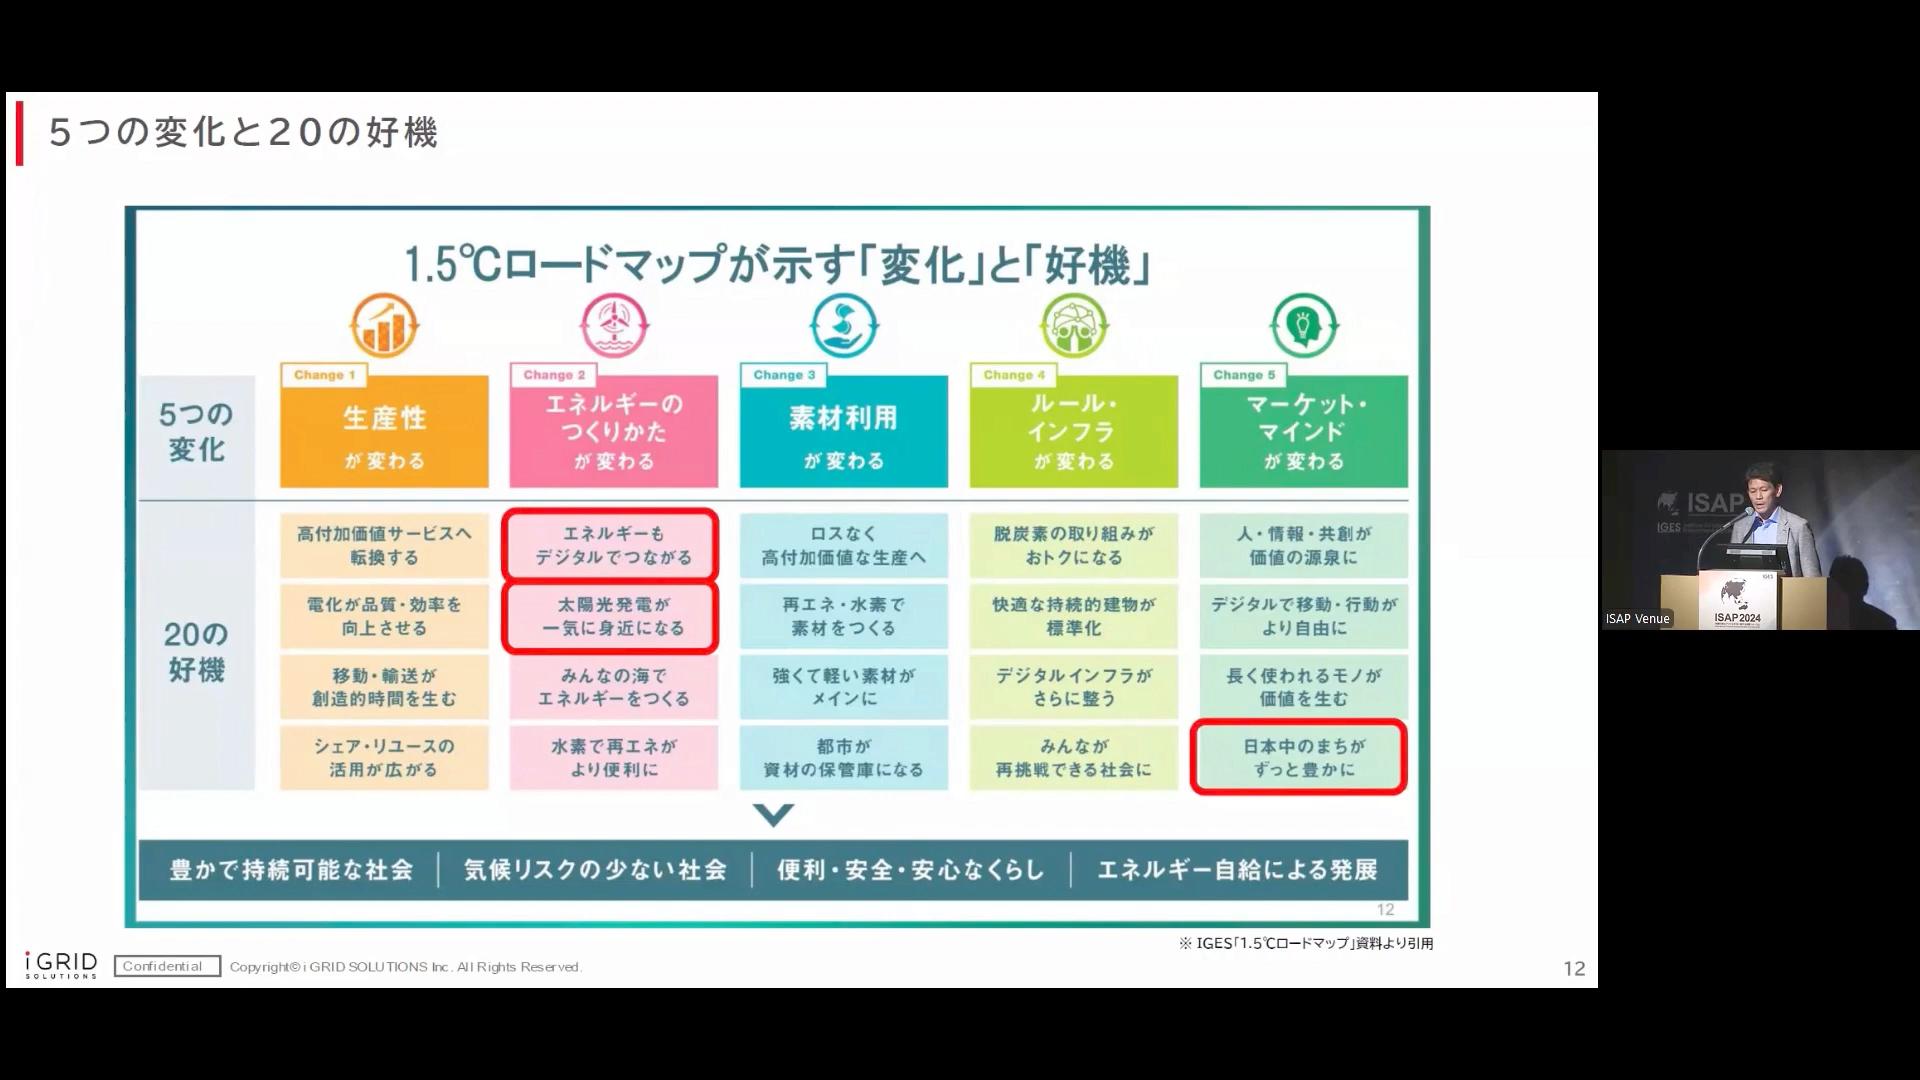 5つの変化と20の好機
1.5℃ロードマップが示す「変化」と「好機」
5つの
変化
Change 1
生産性
が変わる
Change 2
エネルギーの
つくりかた
が変わる
Change 3
素材利用
が変わる
Change 4
ルール・
インフラ
が変わる
Change 5
マーケット・
マインド
が変わる
20の
好機
高付加価値サービスへ
転換する
エネルギーも
デジタルでつながる
ロスなく
高付加価値な生産へ
脱炭素の取り組みが
おトクになる
人・情報・共創が
価値の源泉に
電化が品質・効率を
向上させる
太陽光発電が
一気に身近になる
再エネ・水素で
素材をつくる
快適な持続的建物が
標準化
デジタルで移動・行動が
より自由に
移動・輸送が
創造的時間を生む
みんなの海で
エネルギーをつくる
強くて軽い素材が
メインに
デジタルインフラが
さらに整う
長く使われるモノが
価値を生む
シェア・リユースの
活用が広がる
水素で再エネが
より便利に
都市が
資材の保管庫になる
みんなが
再挑戦できる社会に
日本中のまちが
ずっと豊かに
豊かで持続可能な社会
気候リスクの少ない社会
便利・安全・安心なくらし
エネルギー自給による発展
12
※ IGES「1.5℃ロードマップ」資料より引用
iGRID
SOLUTIONS
Confidential
Copyright© i GRID SOLUTIONS Inc. All Rights Reserved.
12
ISAP
IGES
IGES
ISAP2024
ISAP Venue